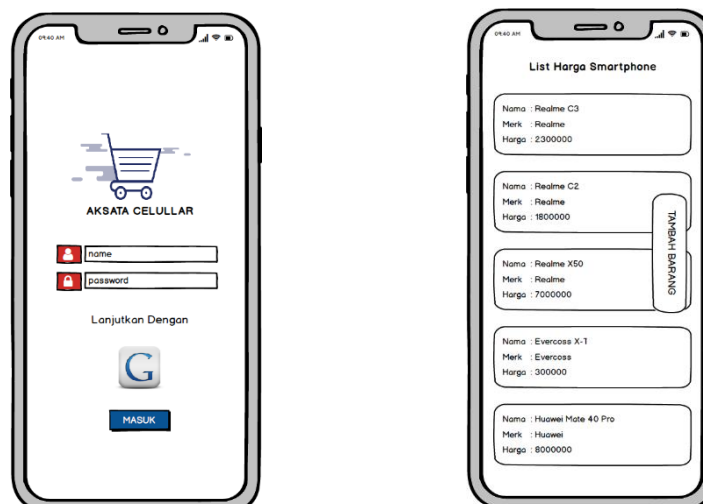 09.40 AM
AKSATA CELULLAR
name
password
Lanjutkan Dengan
G
MASUK
09.40 AM
List Harga Smartphone
Nama : Realme C3
Merk : Realme
Harga : 2300000
Nama : Realme C2
Merk : Realme
Harga : 1800000
TAMBAH BARANG
Nama : Realme X50
Merk : Realme
Harga : 7000000
Nama : Evercoss X-1
Merk : Evercoss
Harga : 300000
Nama : Huawei Mate 40 Pro
Merk : Huawei
Harga : 8000000